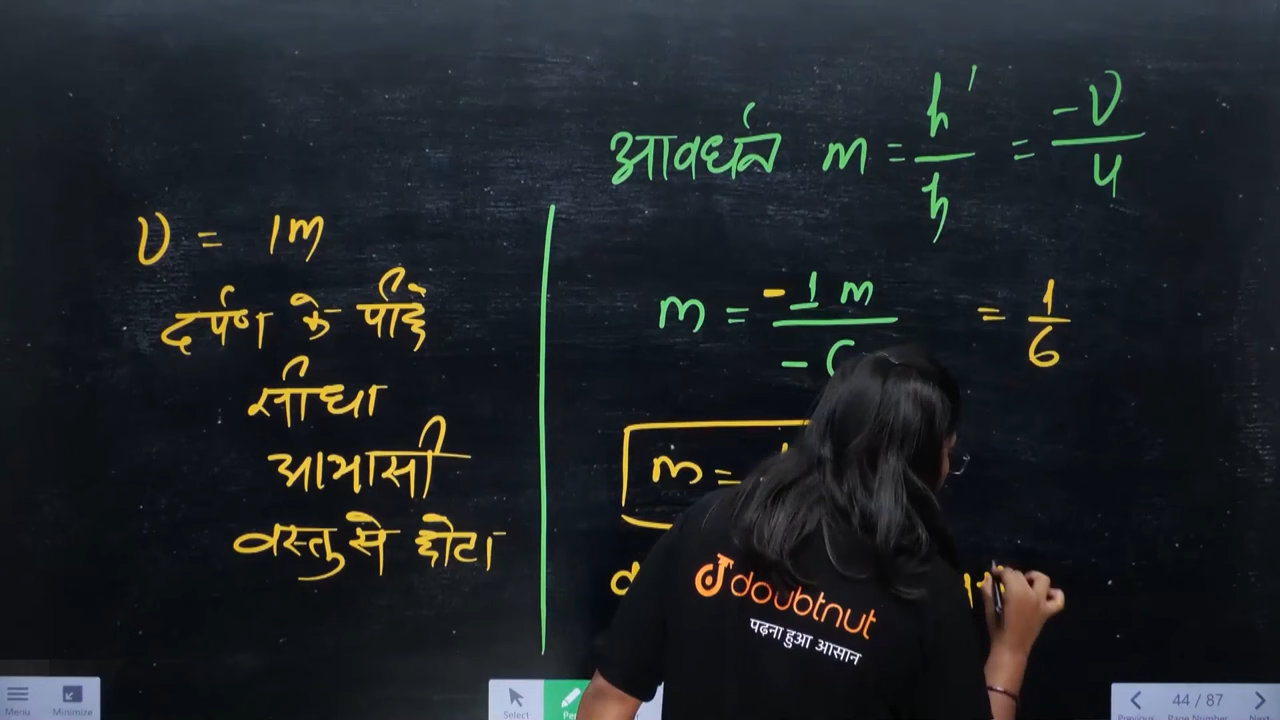 आवर्धन m = h'/h = -v/u
v = 1m
दर्पण के पीछे
सीधा
आभासी
वस्तु से छोटा
m = -1 m / -6 = 1/6
m =
doubtnut
पढ़ना हुआ आसान
Menu
Minimize
Select
44 / 87
Previous
Page Number